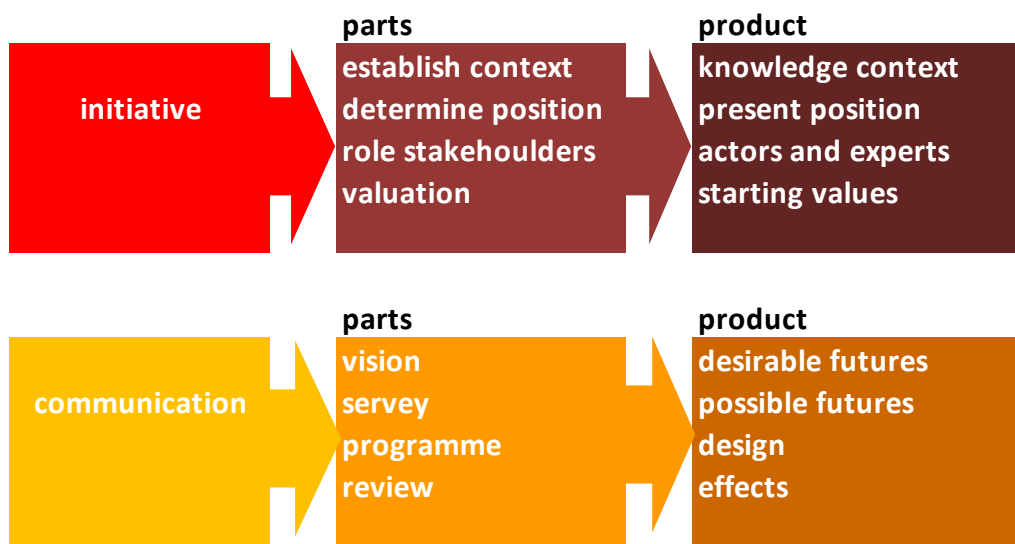 parts
product
initiative
establish context
determine position
role stakehoulders
valuation
knowledge context
present position
actors and experts
starting values
parts
product
communication
vision
servey
programme
review
desirable futures
possible futures
design
effects